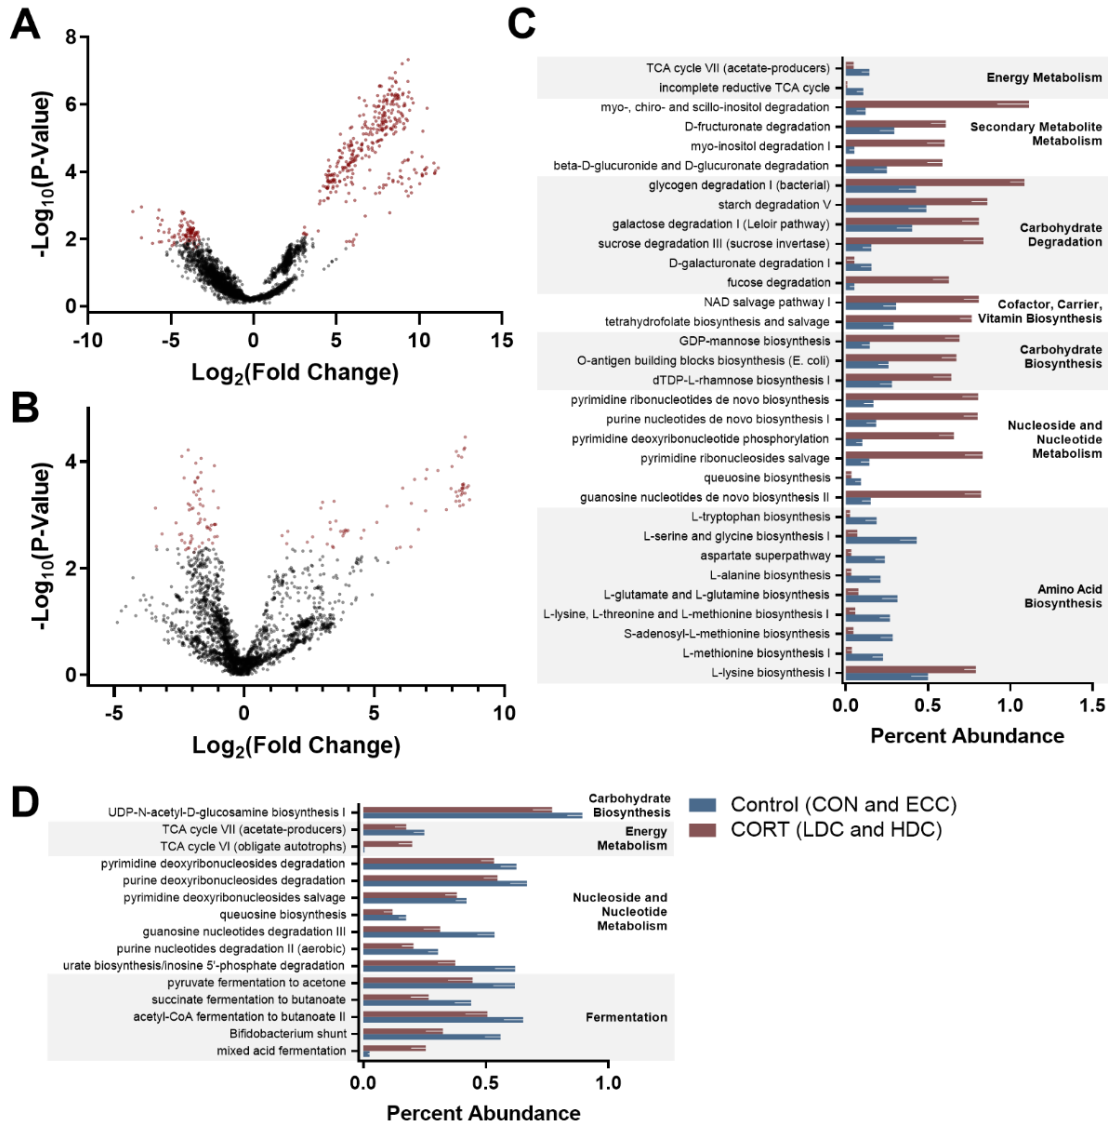 A
8
6
4
2
0
-Log10(P-Value)
-10
-5
0
5
10
15
Log2(Fold Change)
B
4
2
0
-Log10(P-Value)
-5
0
5
10
Log2(Fold Change)
C
TCA cycle VII (acetate-producers)
incomplete reductive TCA cycle
Energy Metabolism
myo-, chiro- and scillo-inositol degradation
D-fructuronate degradation
myo-inositol degradation I
beta-D-glucuronide and D-glucuronate degradation
Secondary Metabolite
Metabolism
glycogen degradation I (bacterial)
starch degradation V
galactose degradation I (Leloir pathway)
sucrose degradation III (sucrose invertase)
D-galacturonate degradation I
fucose degradation
Carbohydrate
Degradation
NAD salvage pathway I
tetrahydrofolate biosynthesis and salvage
Cofactor, Carrier,
Vitamin Biosynthesis
GDP-mannose biosynthesis
O-antigen building blocks biosynthesis (E. coli)
dTDP-L-rhamnose biosynthesis I
Carbohydrate
Biosynthesis
pyrimidine ribonucleotides de novo biosynthesis
purine nucleotides de novo biosynthesis I
pyrimidine deoxyribonucleotide phosphorylation
pyrimidine ribonucleosides salvage
queuosine biosynthesis
guanosine nucleotides de novo biosynthesis II
Nucleoside and
Nucleotide
Metabolism
L-tryptophan biosynthesis
L-serine and glycine biosynthesis I
aspartate superpathway
L-alanine biosynthesis
L-glutamate and L-glutamine biosynthesis
L-lysine, L-threonine and L-methionine biosynthesis I
S-adenosyl-L-methionine biosynthesis
L-methionine biosynthesis I
L-lysine biosynthesis I
Amino Acid
Biosynthesis
0.0
0.5
1.0
1.5
Percent Abundance
D
UDP-N-acetyl-D-glucosamine biosynthesis I
Carbohydrate
Biosynthesis
TCA cycle VII (acetate-producers)
TCA cycle VI (obligate autotrophs)
Energy
Metabolism
pyrimidine deoxyribonucleosides degradation
purine deoxyribonucleosides degradation
pyrimidine deoxyribonucleosides salvage
queuosine biosynthesis
guanosine nucleotides degradation III
purine nucleotides degradation II (aerobic)
urate biosynthesis/inosine 5'-phosphate degradation
Nucleoside and
Nucleotide
Metabolism
pyruvate fermentation to acetone
succinate fermentation to butanoate
acetyl-CoA fermentation to butanoate II
Bifidobacterium shunt
mixed acid fermentation
Fermentation
0.0
0.5
1.0
Percent Abundance
Control (CON and ECC)
CORT (LDC and HDC)